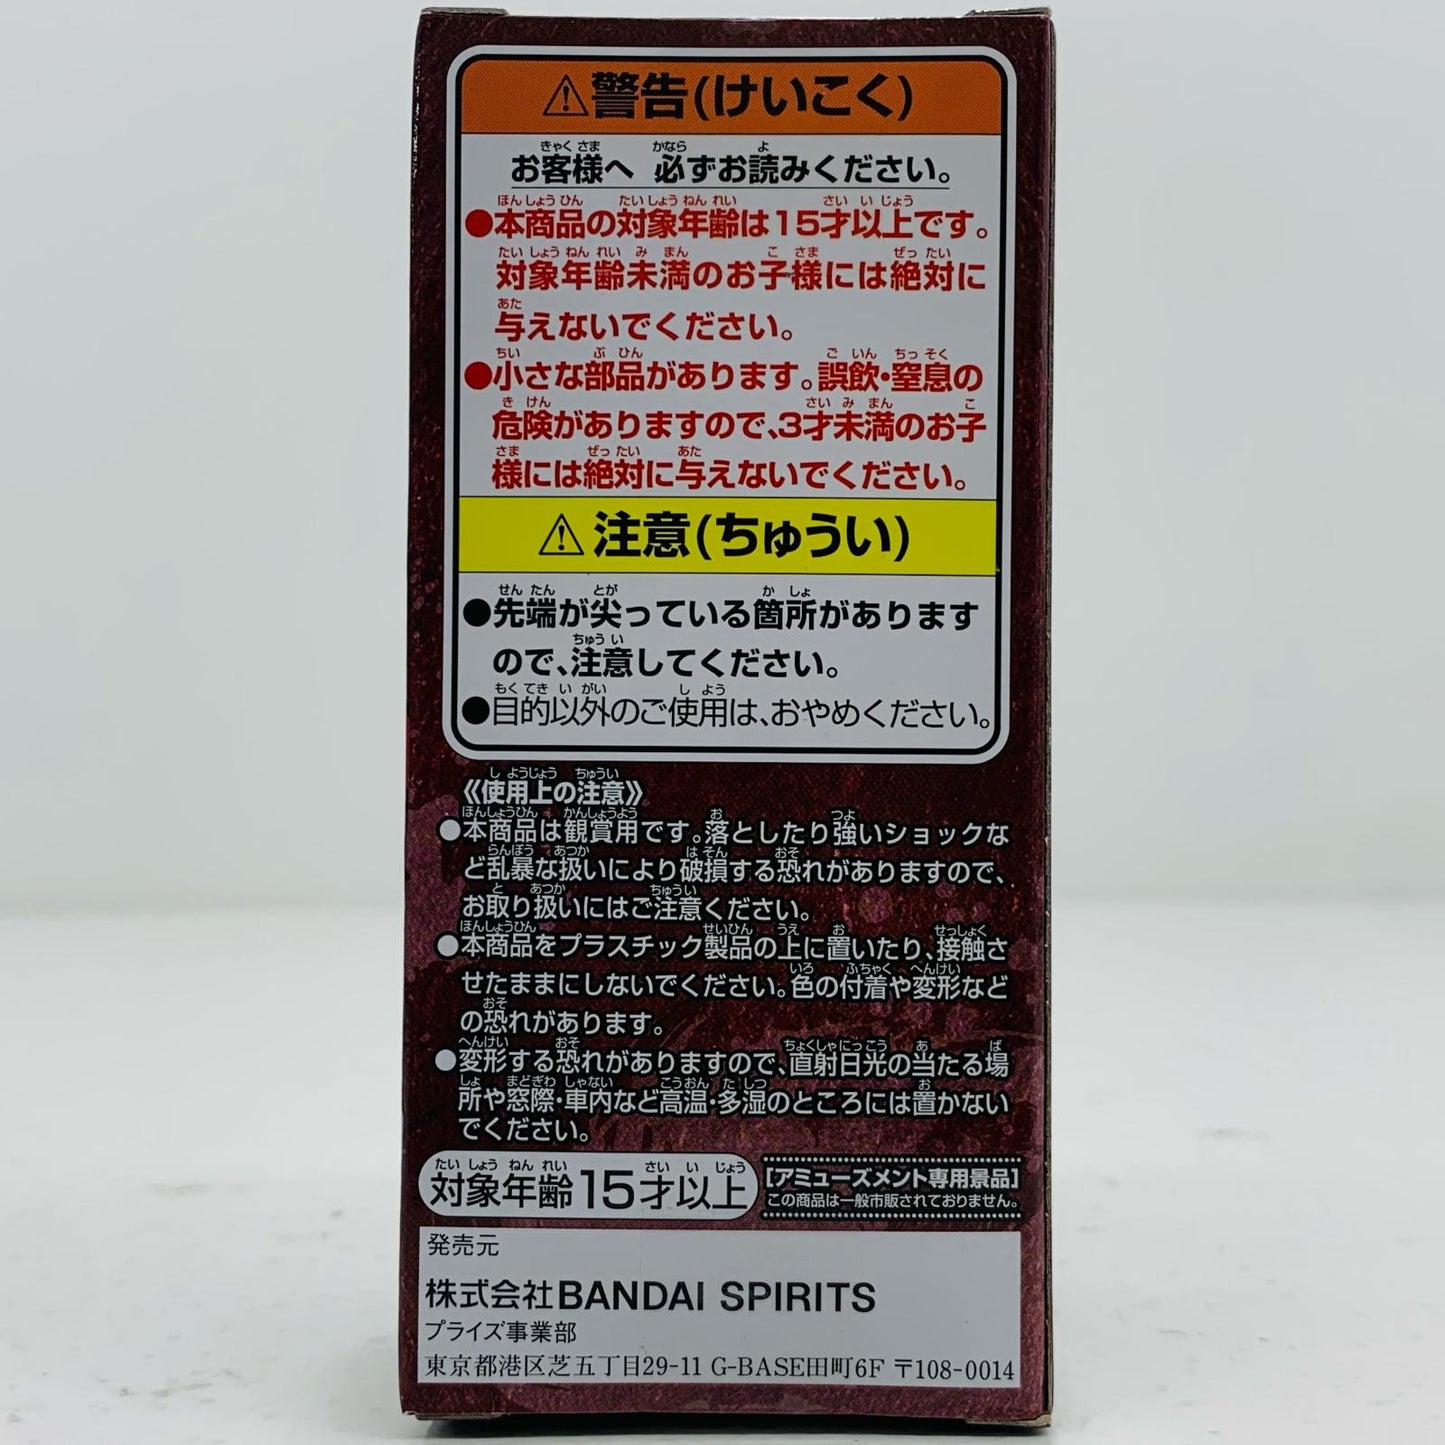 ⚠警告(けいこく)
お客様へ 必ずお読みください。
●本商品の対象年齢は15才以上です。
対象年齢未満のお子様には絶対に
与えないでください。
●小さな部品があります。誤飲・窒息の
危険がありますので、3才未満のお子
様には絶対に与えないでください。
⚠注意(ちゅうい)
●先端が尖っている箇所があります
ので、注意してください。
●目的以外のご使用は、おやめください。
《使用上の注意》
●本商品は観賞用です。落としたり強いショックな
ど乱暴な扱いにより破損する恐れがありますので、
お取り扱いにはご注意ください。
●本商品をプラスチック製品の上に置いたり、接触さ
せたままにしないでください。色の付着や変形など
の恐れがあります。
●変形する恐れがありますので、直射日光の当たる場
所や窓際・車内など高温・多湿のところには置かない
でください。
対象年齢15才以上
[アミューズメント専用景品]
この商品は一般市販されておりません。
発売元
株式会社BANDAI SPIRITS
プライズ事業部
東京都港区芝五丁目29-11 G-BASE田町6F 〒108-0014